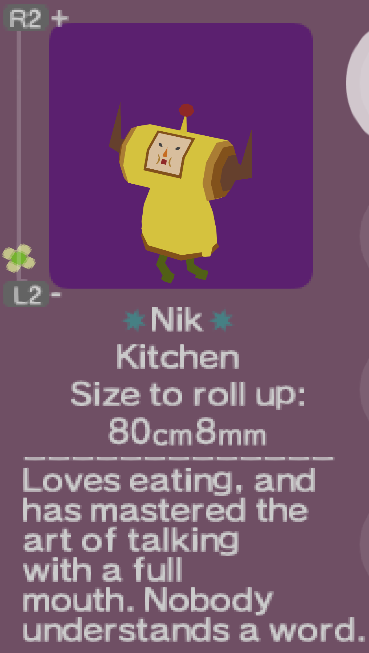 R2 +
L2 -
Nik
Kitchen
Size to roll up:
80cm8mm
Loves eating, and
has mastered the
art of talking
with a full
mouth. Nobody
understands a word.